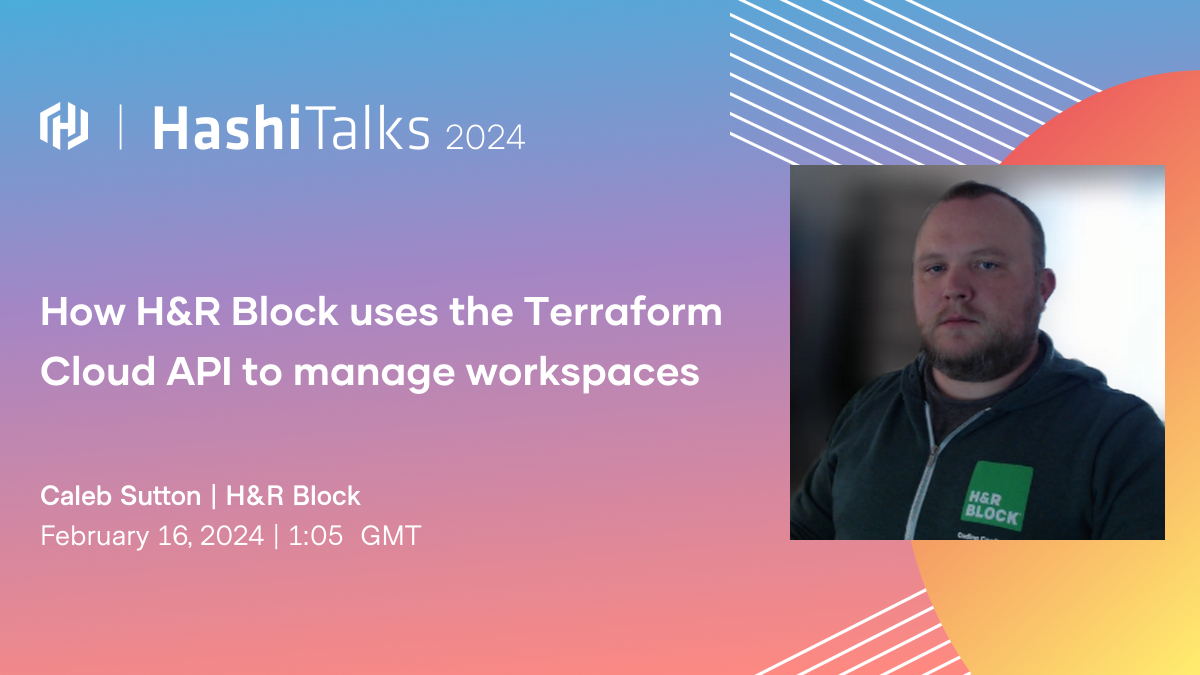 HashiTalks 2024
How H&R Block uses the Terraform
Cloud API to manage workspaces
Caleb Sutton | H&R Block
February 16, 2024 | 1:05 GMT
H&R
BLOCK